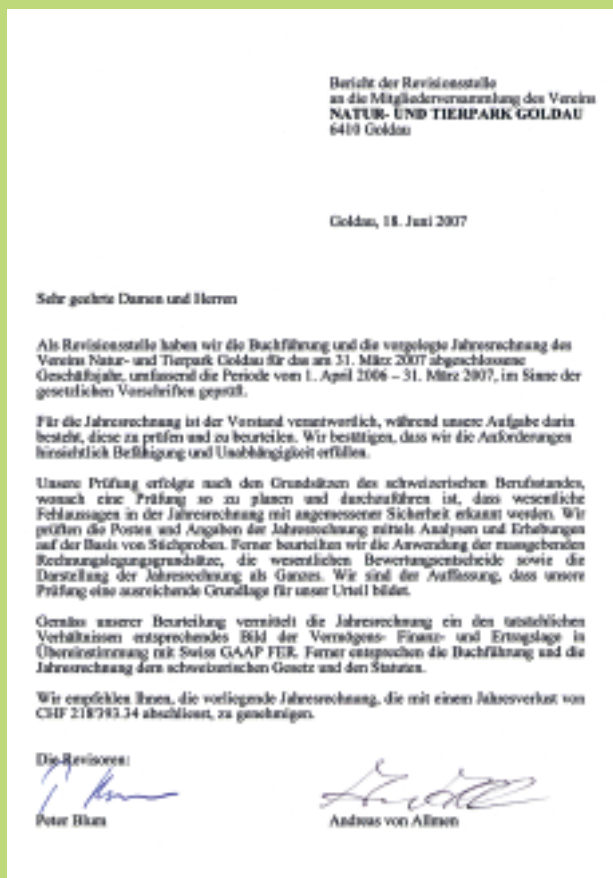 Bericht der Revisionsstelle
an die Mitgliederversammlung des Vereins
NATUR- UND TIERPARK GOLDAU
6410 Goldau
Goldau, 18. Juni 2007
Sehr geehrte Damen und Herren
Als Revisionsstelle haben wir die Buchführung und die vorgelegte Jahresrechnung des
Vereins Natur- und Tierpark Goldau für das am 31. März 2007 abgeschlossene
Geschäftsjahr, umfassend die Periode vom 1. April 2006 – 31. März 2007, im Sinne der
gesetzlichen Vorschriften geprüft.
Für die Jahresrechnung ist der Vorstand verantwortlich, während unsere Aufgabe darin
besteht, diese zu prüfen und zu beurteilen. Wir bestätigen, dass wir die Anforderungen
hinsichtlich Befähigung und Unabhängigkeit erfüllen.
Unsere Prüfung erfolgte nach den Grundsätzen des schweizerischen Berufsstandes,
wonach eine Prüfung so zu planen und durchzuführen ist, dass wesentliche
Fehlaussagen in der Jahresrechnung mit angemessener Sicherheit erkannt werden. Wir
prüften die Posten und Angaben der Jahresrechnung mittels Analysen und Erhebungen
auf der Basis von Stichproben. Ferner beurteilten wir die Anwendung der massgebenden
Rechnungslegungsgrundsätze, die wesentlichen Bewertungsentscheide sowie die
Darstellung der Jahresrechnung als Ganzes. Wir sind der Auffassung, dass unsere
Prüfung eine ausreichende Grundlage für unser Urteil bildet.
Gemäss unserer Beurteilung vermittelt die Jahresrechnung ein den tatsächlichen
Verhältnissen entsprechendes Bild der Vermögens- Finanz- und Ertragslage in
Übereinstimmung mit Swiss GAAP FER. Ferner entsprechen die Buchführung und die
Jahresrechnung dem schweizerischen Gesetz und den Statuten.
Wir empfehlen Ihnen, die vorliegende Jahresrechnung, die mit einem Jahresverlust von
CHF 218'393.34 abschliesst, zu genehmigen.
Die Revisoren:
Peter Blum
Andreas von Allmen